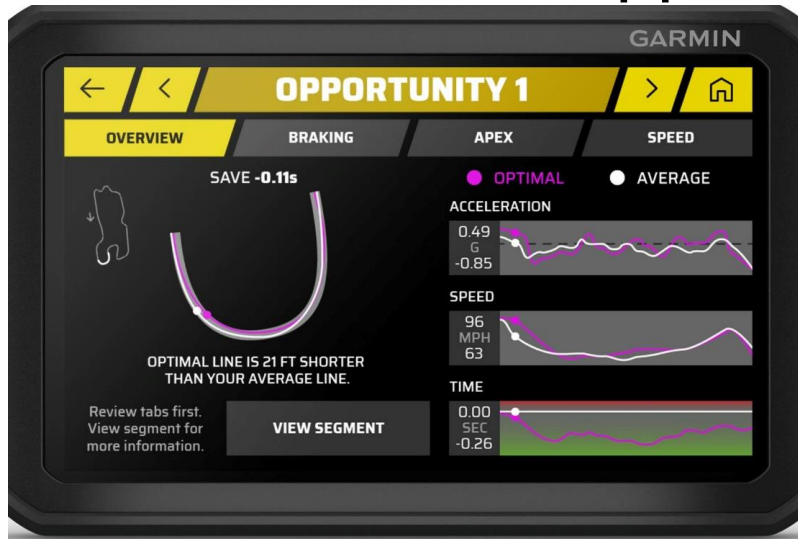 GARMIN
OPPORTUNITY 1
OVERVIEW
BRAKING
APEX
SPEED
SAVE -0.11s
OPTIMAL
AVERAGE
ACCELERATION
0.49
G
-0.85
SPEED
96
MPH
63
OPTIMAL LINE IS 21 FT SHORTER
THAN YOUR AVERAGE LINE.
TIME
0.00
SEC
-0.26
Review tabs first.
View segment for
more information.
VIEW SEGMENT